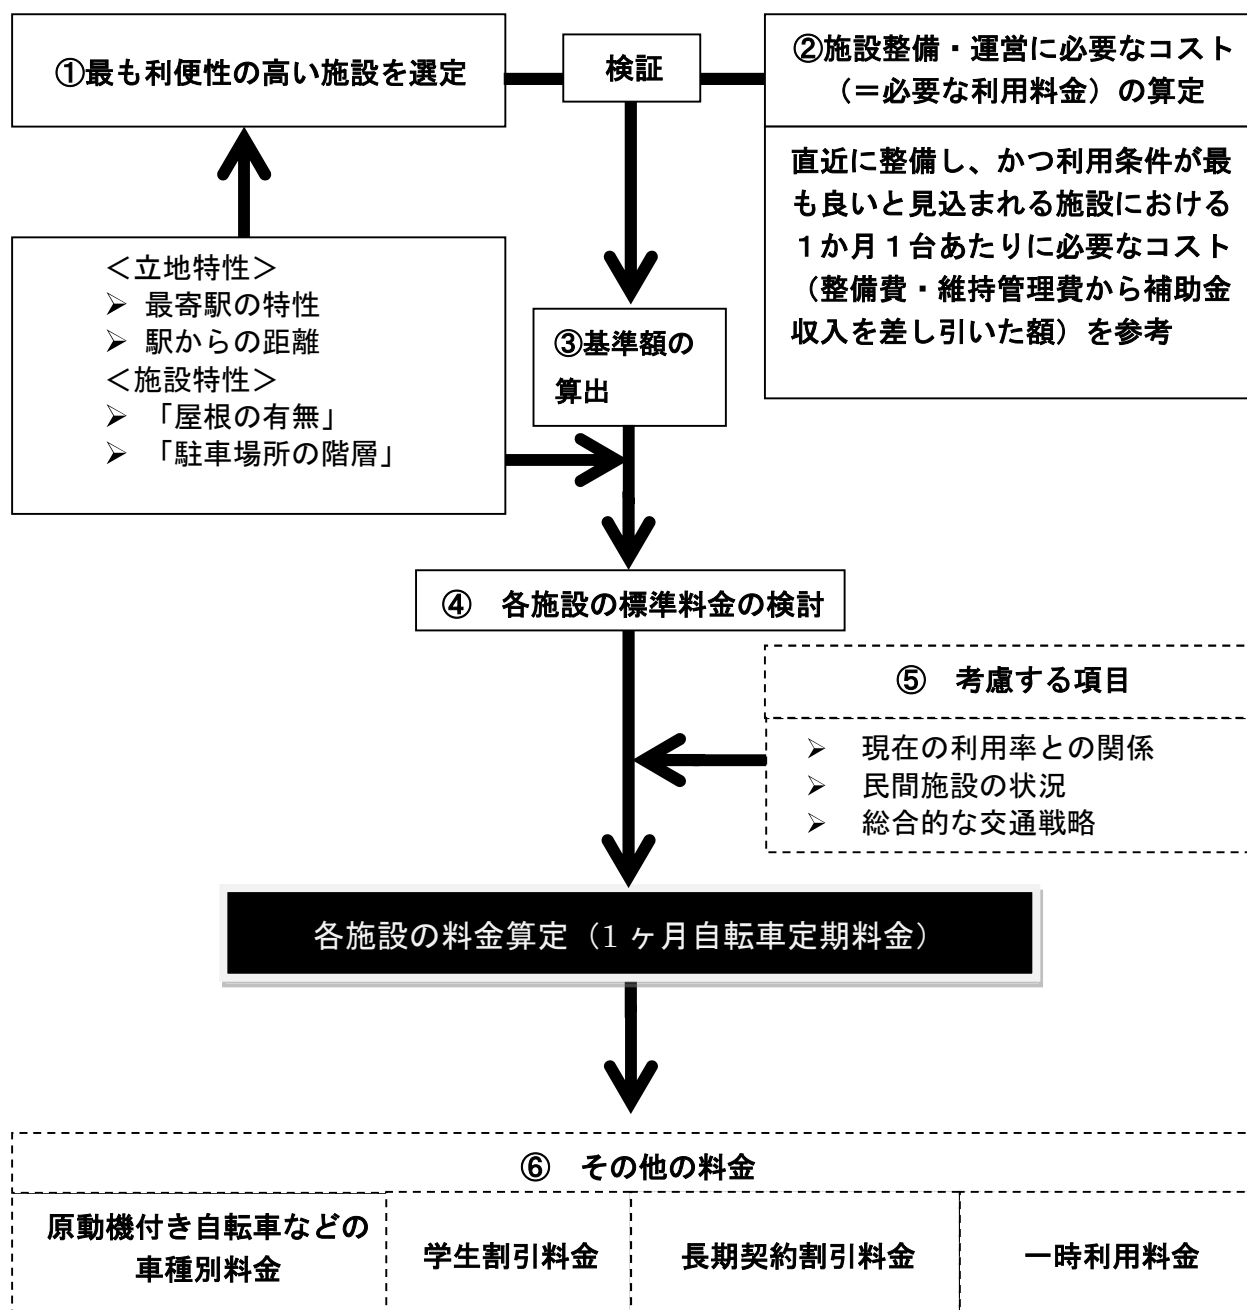 ①最も利便性の高い施設を選定
検証
②施設整備・運営に必要なコスト
（＝必要な利用料金）の算定
直近に整備し、かつ利用条件が最
も良いと見込まれる施設における
１か月１台あたりに必要なコスト
（整備費・維持管理費から補助金
収入を差し引いた額）を参考
＜立地特性＞
➢ 最寄駅の特性
➢ 駅からの距離
＜施設特性＞
➢ 「屋根の有無」
➢ 「駐車場所の階層」
③基準額の
算出
④　各施設の標準料金の検討
⑤　考慮する項目
➢ 現在の利用率との関係
➢ 民間施設の状況
➢ 総合的な交通戦略
各施設の料金算定（1 ヶ月自転車定期料金）
⑥　その他の料金
原動機付き自転車などの
車種別料金
学生割引料金
長期契約割引料金
一時利用料金